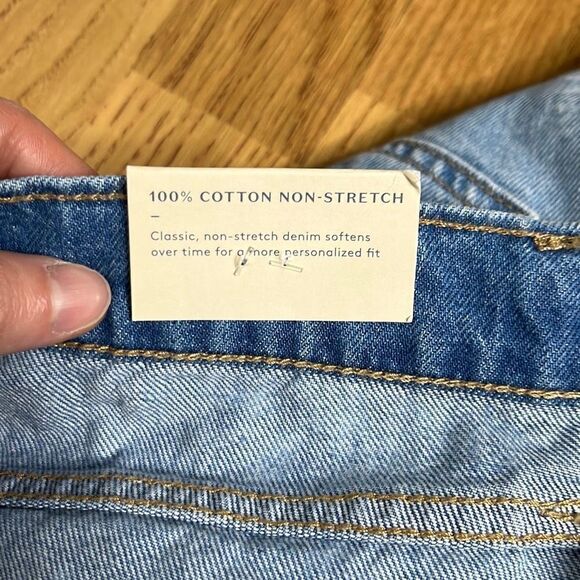 100% COTTON NON-STRETCH
–
Classic, non-stretch denim softens
over time for a more personalized fit